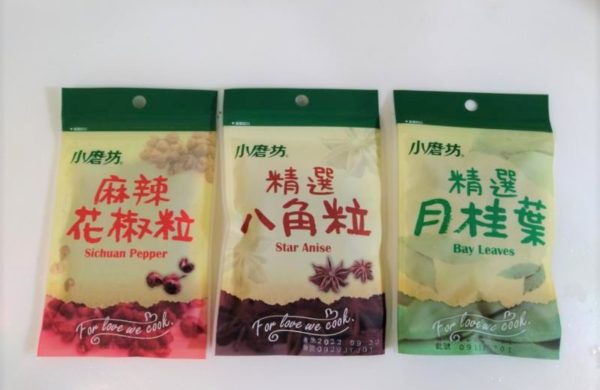 小磨坊
麻辣
花椒粒
Sichuan Pepper
For love we cook.
小磨坊
精選
八角粒
Star Anise
For love we cook.
小磨坊
精選
月桂葉
Bay Leaves
For love we cook.